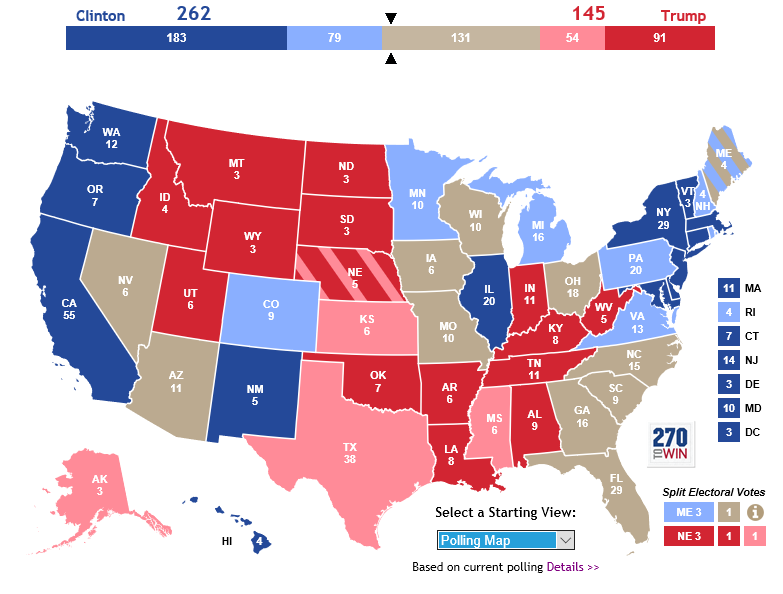 Clinton 262 145 Trump
183 79 131 54 91
WA
12
OR
7
CA
55
NV
6
ID
4
MT
3
WY
3
UT
6
CO
9
AZ
11
NM
5
ND
3
SD
3
NE
5
KS
6
OK
7
TX
38
MN
10
IA
6
MO
10
AR
6
LA
8
WI
10
IL
20
MI
16
IN
11
OH
18
KY
8
TN
11
MS
6
AL
9
GA
16
FL
29
SC
9
NC
15
VA
13
WV
5
PA
20
NY
29
VT
3
4
NH
ME
4
AK
3
HI 4
11 MA
4 RI
7 CT
14 NJ
3 DE
10 MD
3 DC
270
TO WIN
Split Electoral Votes
ME 3 1 i
NE 3 1 1
Select a Starting View:
Polling Map
Based on current polling Details >>